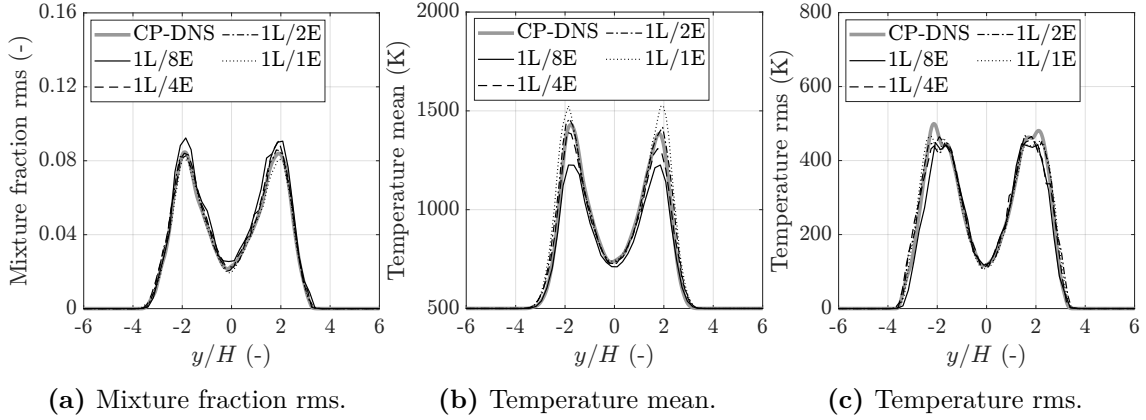 0.16
0.12
0.08
0.04
0
Mixture fraction rms (-)
CP-DNS
1L/8E
1L/4E
1L/2E
1L/1E
-6 -4 -2 0 2 4 6
y/H (-)
(a) Mixture fraction rms.
2000
1500
1000
500
Temperature mean (K)
CP-DNS
1L/8E
1L/4E
1L/2E
1L/1E
-6 -4 -2 0 2 4 6
y/H (-)
(b) Temperature mean.
800
600
400
200
0
Temperature rms (K)
CP-DNS
1L/8E
1L/4E
1L/2E
1L/1E
-6 -4 -2 0 2 4 6
y/H (-)
(c) Temperature rms.